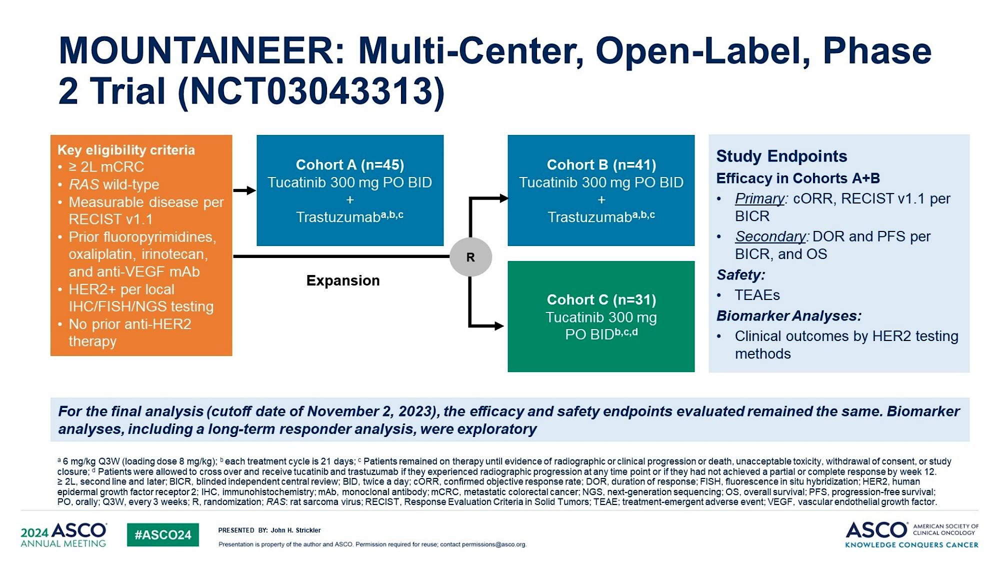 MOUNTAINEER: Multi-Center, Open-Label, Phase
2 Trial (NCT03043313)
Key eligibility criteria
• ≥ 2L mCRC
• RAS wild-type
• Measurable disease per
RECIST v1.1
• Prior fluoropyrimidines,
oxaliplatin, irinotecan,
and anti-VEGF mAb
• HER2+ per local
IHC/FISH/NGS testing
• No prior anti-HER2
therapy
Cohort A (n=45)
Tucatinib 300 mg PO BID
+
Trastuzumaba,b,c
Expansion
R
Cohort B (n=41)
Tucatinib 300 mg PO BID
+
Trastuzumaba,b,c
Cohort C (n=31)
Tucatinib 300 mg
PO BIDb,c,d
Study Endpoints
Efficacy in Cohorts A+B
• Primary: cORR, RECIST v1.1 per
BICR
• Secondary: DOR and PFS per
BICR, and OS
Safety:
• TEAEs
Biomarker Analyses:
• Clinical outcomes by HER2 testing
methods
For the final analysis (cutoff date of November 2, 2023), the efficacy and safety endpoints evaluated remained the same. Biomarker
analyses, including a long-term responder analysis, were exploratory
a 6 mg/kg Q3W (loading dose 8 mg/kg); b each treatment cycle is 21 days; c Patients remained on therapy until evidence of radiographic or clinical progression or death, unacceptable toxicity, withdrawal of consent, or study
closure; d Patients were allowed to cross over and receive tucatinib and trastuzumab if they experienced radiographic progression at any time point or if they had not achieved a partial or complete response by week 12.
≥ 2L, second line and later; BICR, blinded independent central review; BID, twice a day; cORR, confirmed objective response rate; DOR, duration of response; FISH, fluorescence in situ hybridization; HER2, human
epidermal growth factor receptor 2; IHC, immunohistochemistry; mAb, monoclonal antibody; mCRC, metastatic colorectal cancer; NGS, next-generation sequencing; OS, overall survival; PFS, progression-free survival;
PO, orally; Q3W, every 3 weeks; R, randomization; RAS: rat sarcoma virus; RECIST, Response Evaluation Criteria in Solid Tumors; TEAE; treatment-emergent adverse event; VEGF, vascular endothelial growth factor.
2024 ASCO®
ANNUAL MEETING
#ASCO24
PRESENTED BY: John H. Strickler
Presentation is property of the author and ASCO. Permission required for reuse; contact permissions@asco.org.
ASCO® AMERICAN SOCIETY OF
CLINICAL ONCOLOGY
KNOWLEDGE CONQUERS CANCER